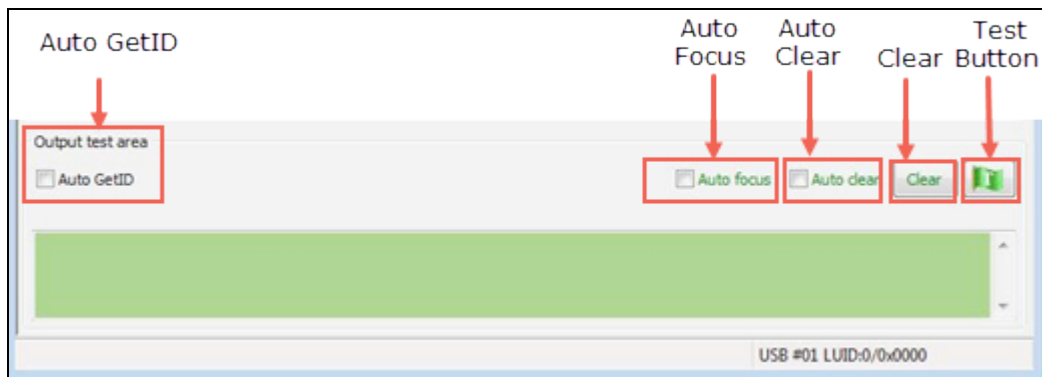 Auto GetID
Auto Auto Test
Focus Clear Clear Button
Output test area
Auto GetID Auto focus Auto clear Clear
USB #01 LUID:0/0x0000